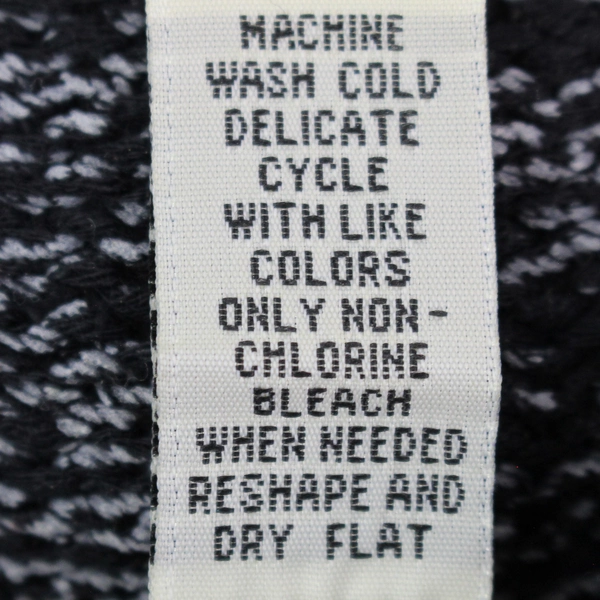 MACHINE
WASH COLD
DELICATE
CYCLE
WITH LIKE
COLORS
ONLY NON-
CHLORINE
BLEACH
WHEN NEEDED
RESHAPE AND
DRY FLAT